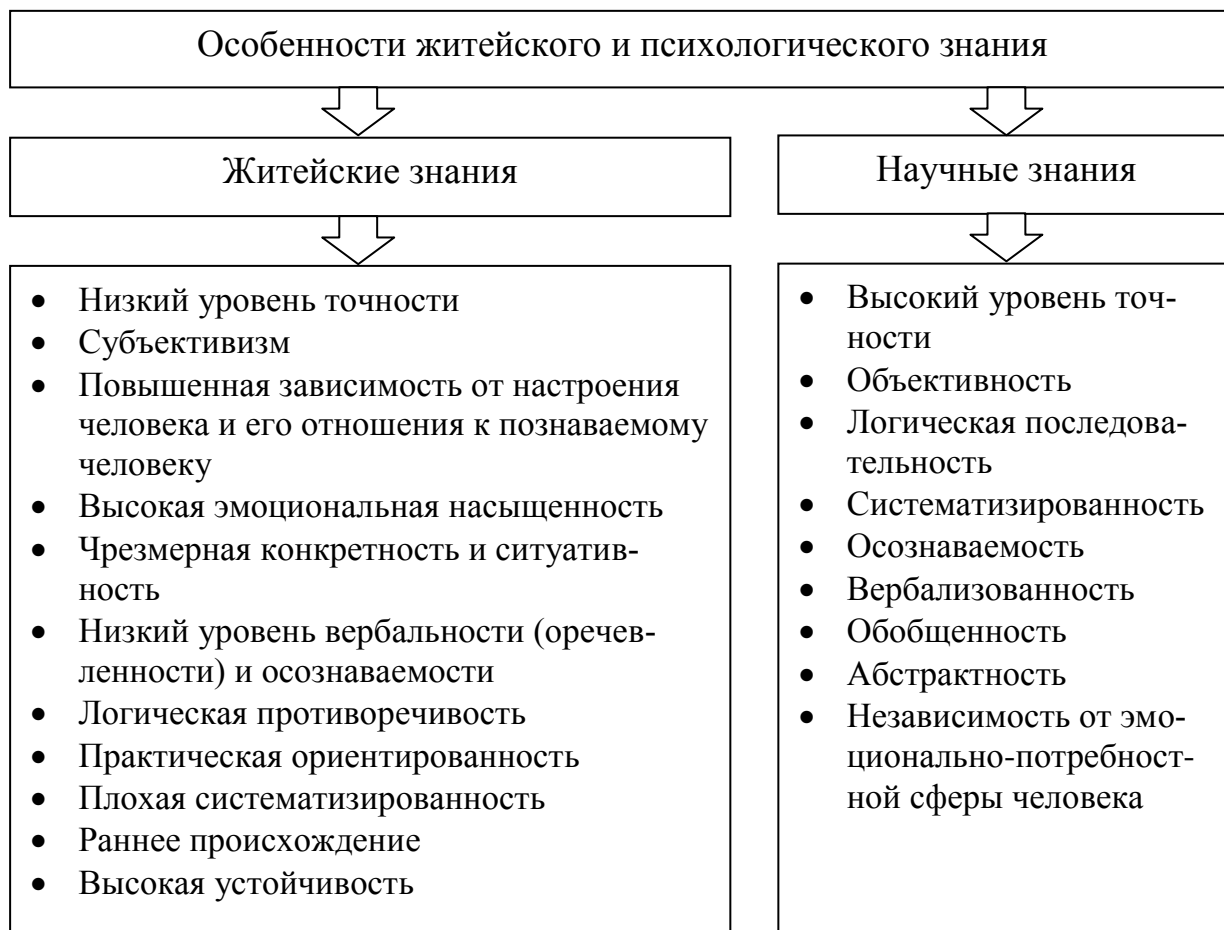 Особенности житейского и психологического знания
Житейские знания
Научные знания
• Низкий уровень точности
• Субъективизм
• Повышенная зависимость от настроения
человека и его отношения к познаваемому
человеку
• Высокая эмоциональная насыщенность
• Чрезмерная конкретность и ситуатив-
ность
• Низкий уровень вербальности (оречев-
ленности) и осознаваемости
• Логическая противоречивость
• Практическая ориентированность
• Плохая систематизированность
• Раннее происхождение
• Высокая устойчивость
• Высокий уровень точ-
ности
• Объективность
• Логическая последова-
тельность
• Систематизированность
• Осознаваемость
• Вербализованность
• Обобщенность
• Абстрактность
• Независимость от эмо-
ционально-потребност-
ной сферы человека